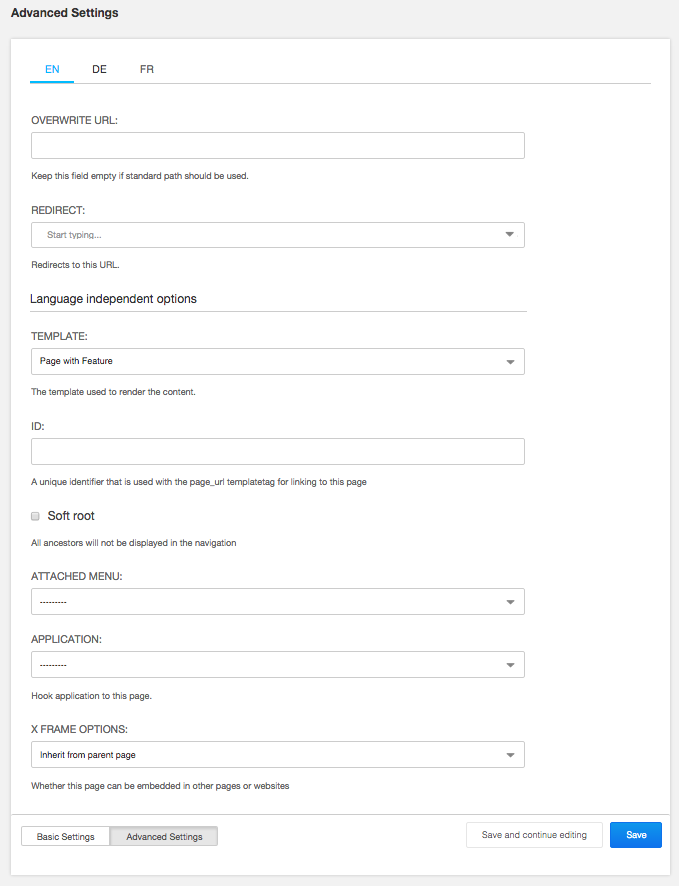 Advanced Settings
EN DE FR
OVERWRITE URL:
Keep this field empty if standard path should be used.
REDIRECT:
Start typing...
Redirects to this URL.
Language independent options
TEMPLATE:
Page with Feature
The template used to render the content.
ID:
A unique identifier that is used with the page_url templatetag for linking to this page
Soft root
All ancestors will not be displayed in the navigation
ATTACHED MENU:
---------
APPLICATION:
---------
Hook application to this page.
X FRAME OPTIONS:
Inherit from parent page
Whether this page can be embedded in other pages or websites
Basic Settings Advanced Settings Save and continue editing Save